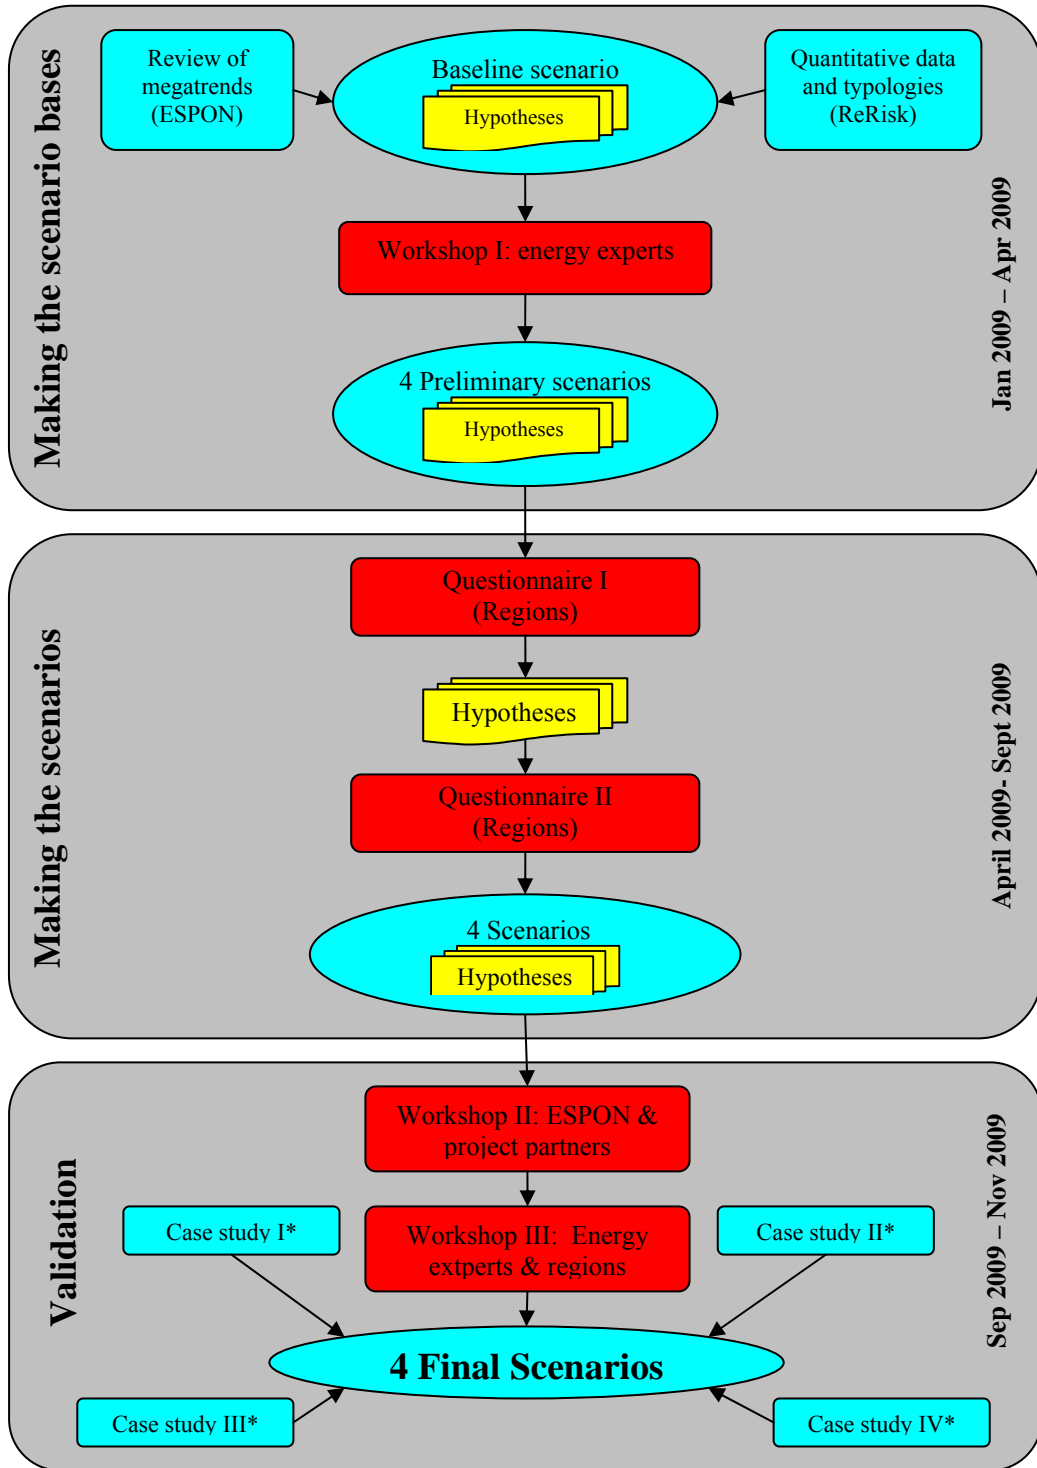 Making the scenario bases
Review of
megatrends
(ESPON)
Baseline scenario
Hypotheses
Quantitative data
and typologies
(ReRisk)
Workshop I: energy experts
4 Preliminary scenarios
Hypotheses
Jan 2009 – Apr 2009
Making the scenarios
Questionnaire I
(Regions)
Hypotheses
Questionnaire II
(Regions)
4 Scenarios
Hypotheses
April 2009- Sept 2009
Validation
Workshop II: ESPON &
project partners
Case study I*
Workshop III:  Energy
extperts & regions
Case study II*
4 Final Scenarios
Case study III*
Case study IV*
Sep 2009 – Nov 2009